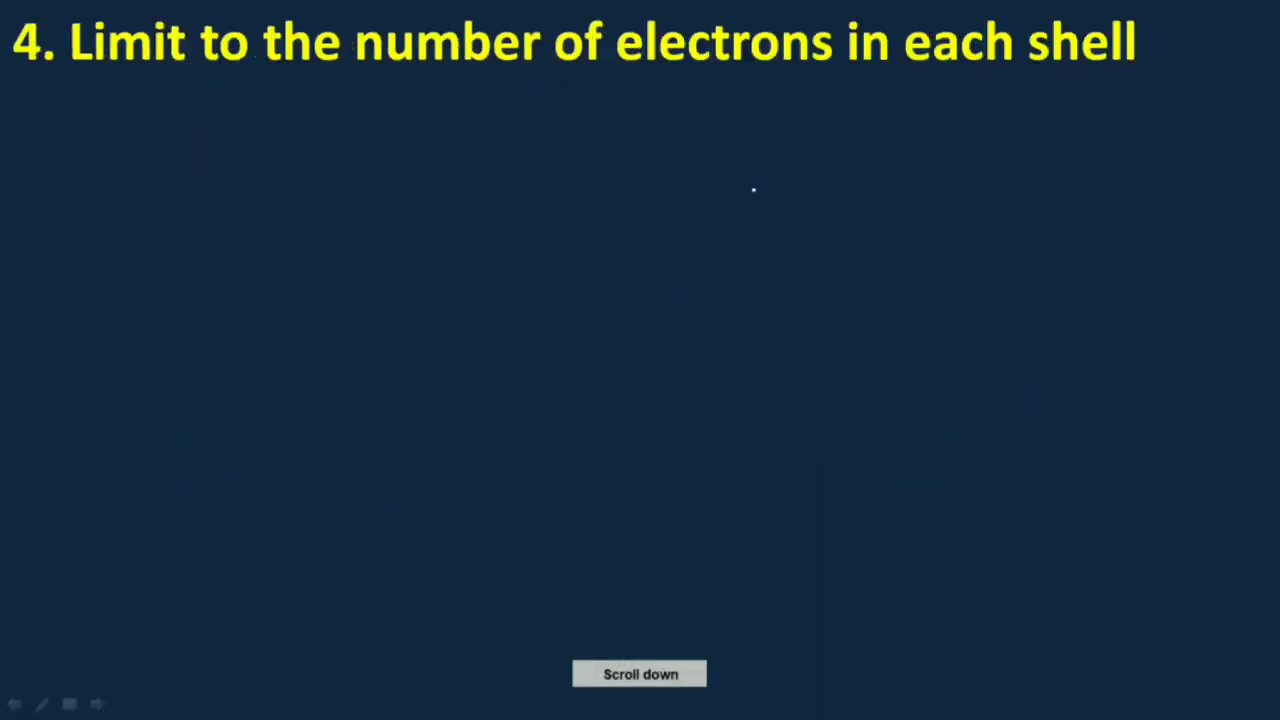 4. Limit to the number of electrons in each shell
Scroll down